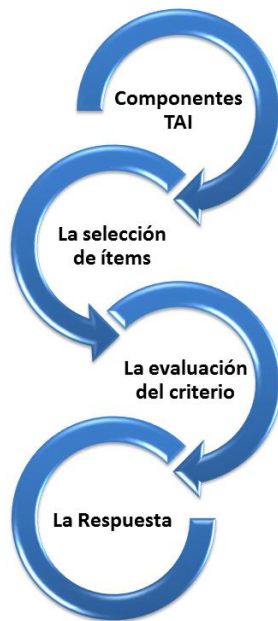 Componentes
TAI
La selección
de ítems
La evaluación
del criterio
La Respuesta